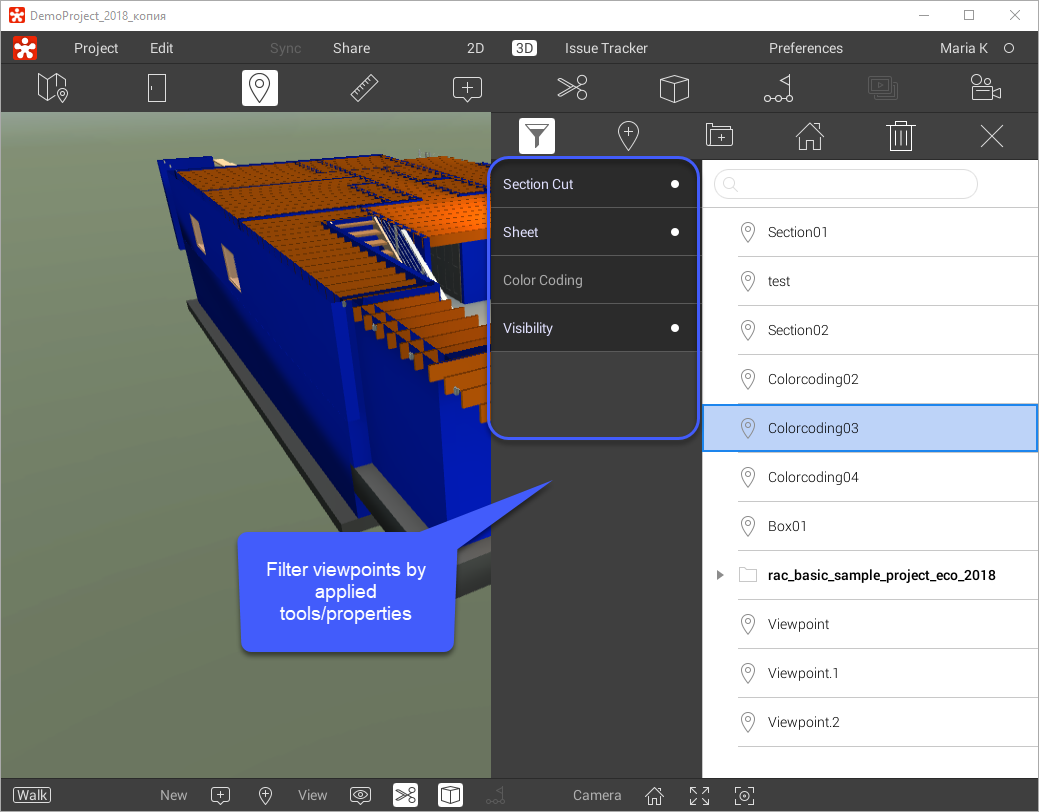 DemoProject_2018_копия
Project Edit Sync Share 2D 3D Issue Tracker Preferences Maria K
Section Cut
Sheet
Color Coding
Visibility
Section01
test
Section02
Colorcoding02
Colorcoding03
Colorcoding04
Box01
rac_basic_sample_project_eco_2018
Viewpoint
Viewpoint.1
Viewpoint.2
Filter viewpoints by
applied
tools/properties
Walk New View Camera